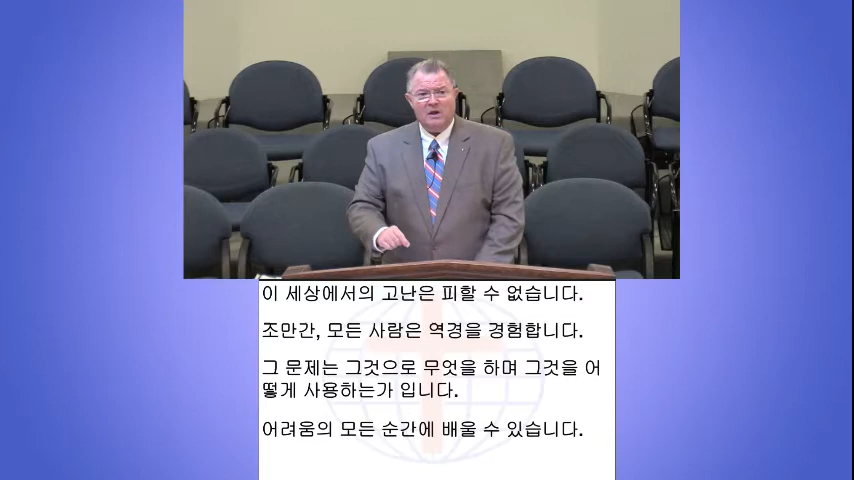 이 세상에서의 고난은 피할 수 없습니다.
조만간, 모든 사람은 역경을 경험합니다.
그 문제는 그것으로 무엇을 하며 그것을 어
떻게 사용하는가 입니다.
어려움의 모든 순간에 배울 수 있습니다.